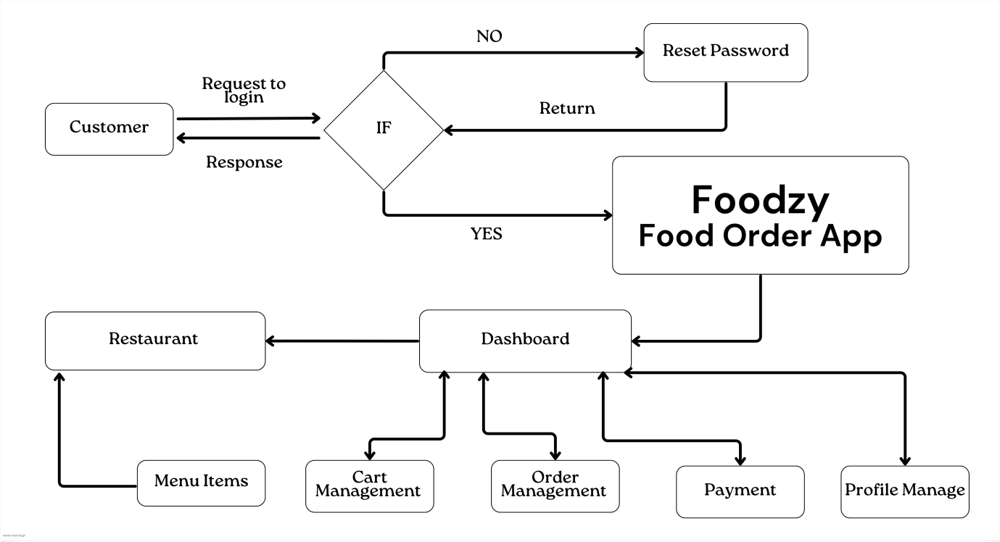 NO
Reset Password
Request to
login
Return
Customer
IF
Response
Foodzy
Food Order App
YES
Restaurant
Dashboard
Menu Items
Cart
Management
Order
Management
Payment
Profile Manage